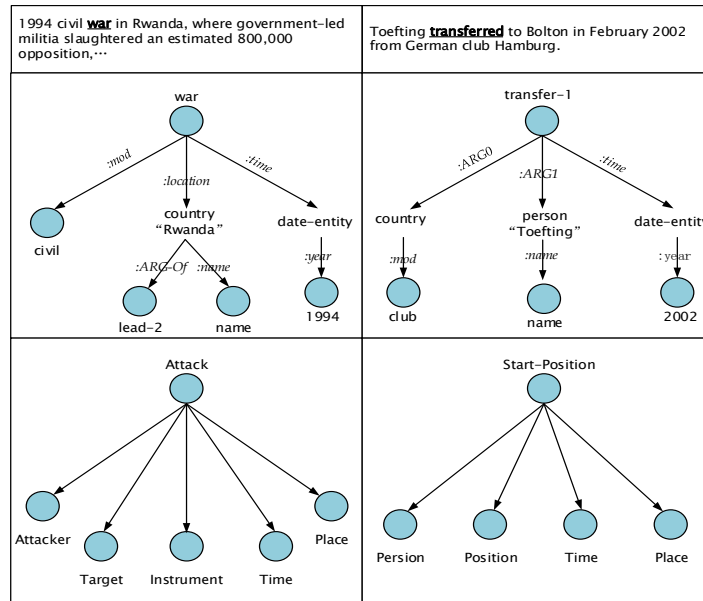 1994 civil war in Rwanda, where government-led
militia slaughtered an estimated 800,000
opposition,…
Toefting transferred to Bolton in February 2002
from German club Hamburg.
war
:mod
:location
:time
civil
country
“Rwanda”
date-entity
:ARG-Of
:name
:year
lead-2
name
1994
transfer-1
:ARG0
:ARG1
:time
country
person
“Toefting”
date-entity
:mod
:name
:year
club
name
2002
Attack
Attacker
Target
Instrument
Time
Place
Start-Position
Persion
Position
Time
Place